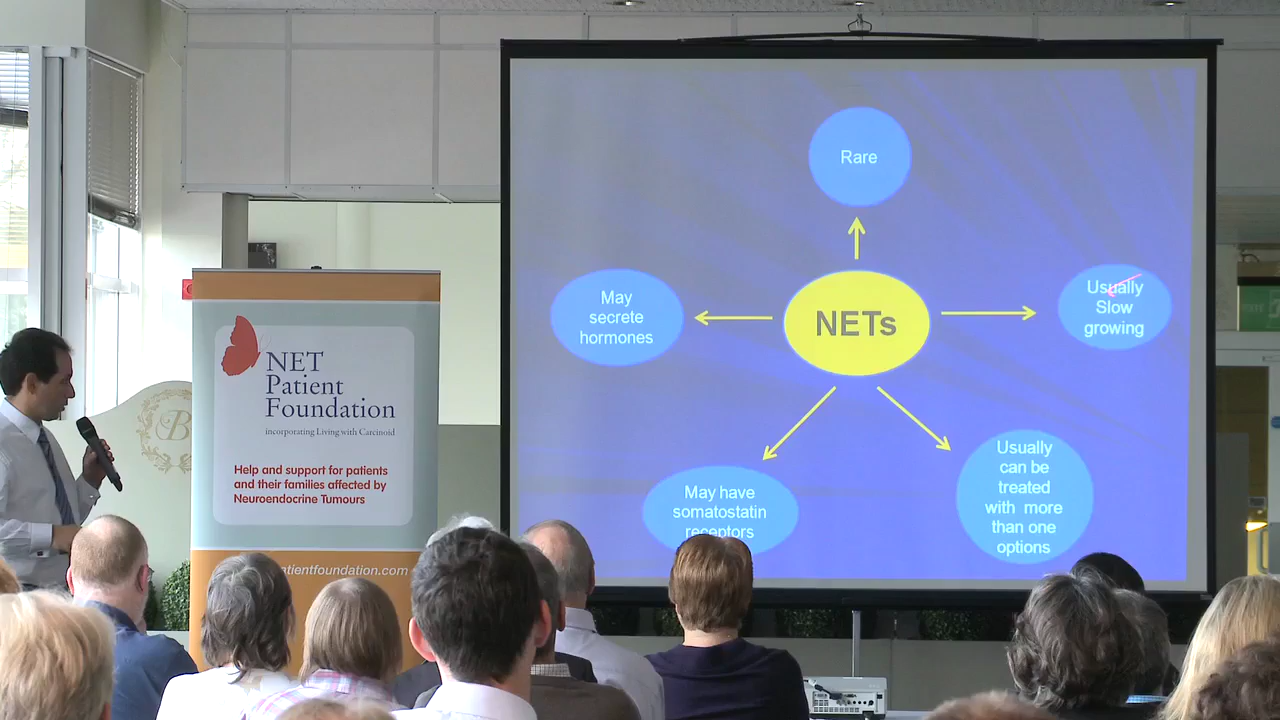 NET
Patient
Foundation
incorporating Living with Carcinoid
Help and support for patients
and their families affected by
Neuroendocrine Tumours
atientfoundation.com
B
Rare
May
secrete
hormones
NETs
Usually
Slow
growing
May have
somatostatin
receptors
Usually
can be
treated
with more
than one
options